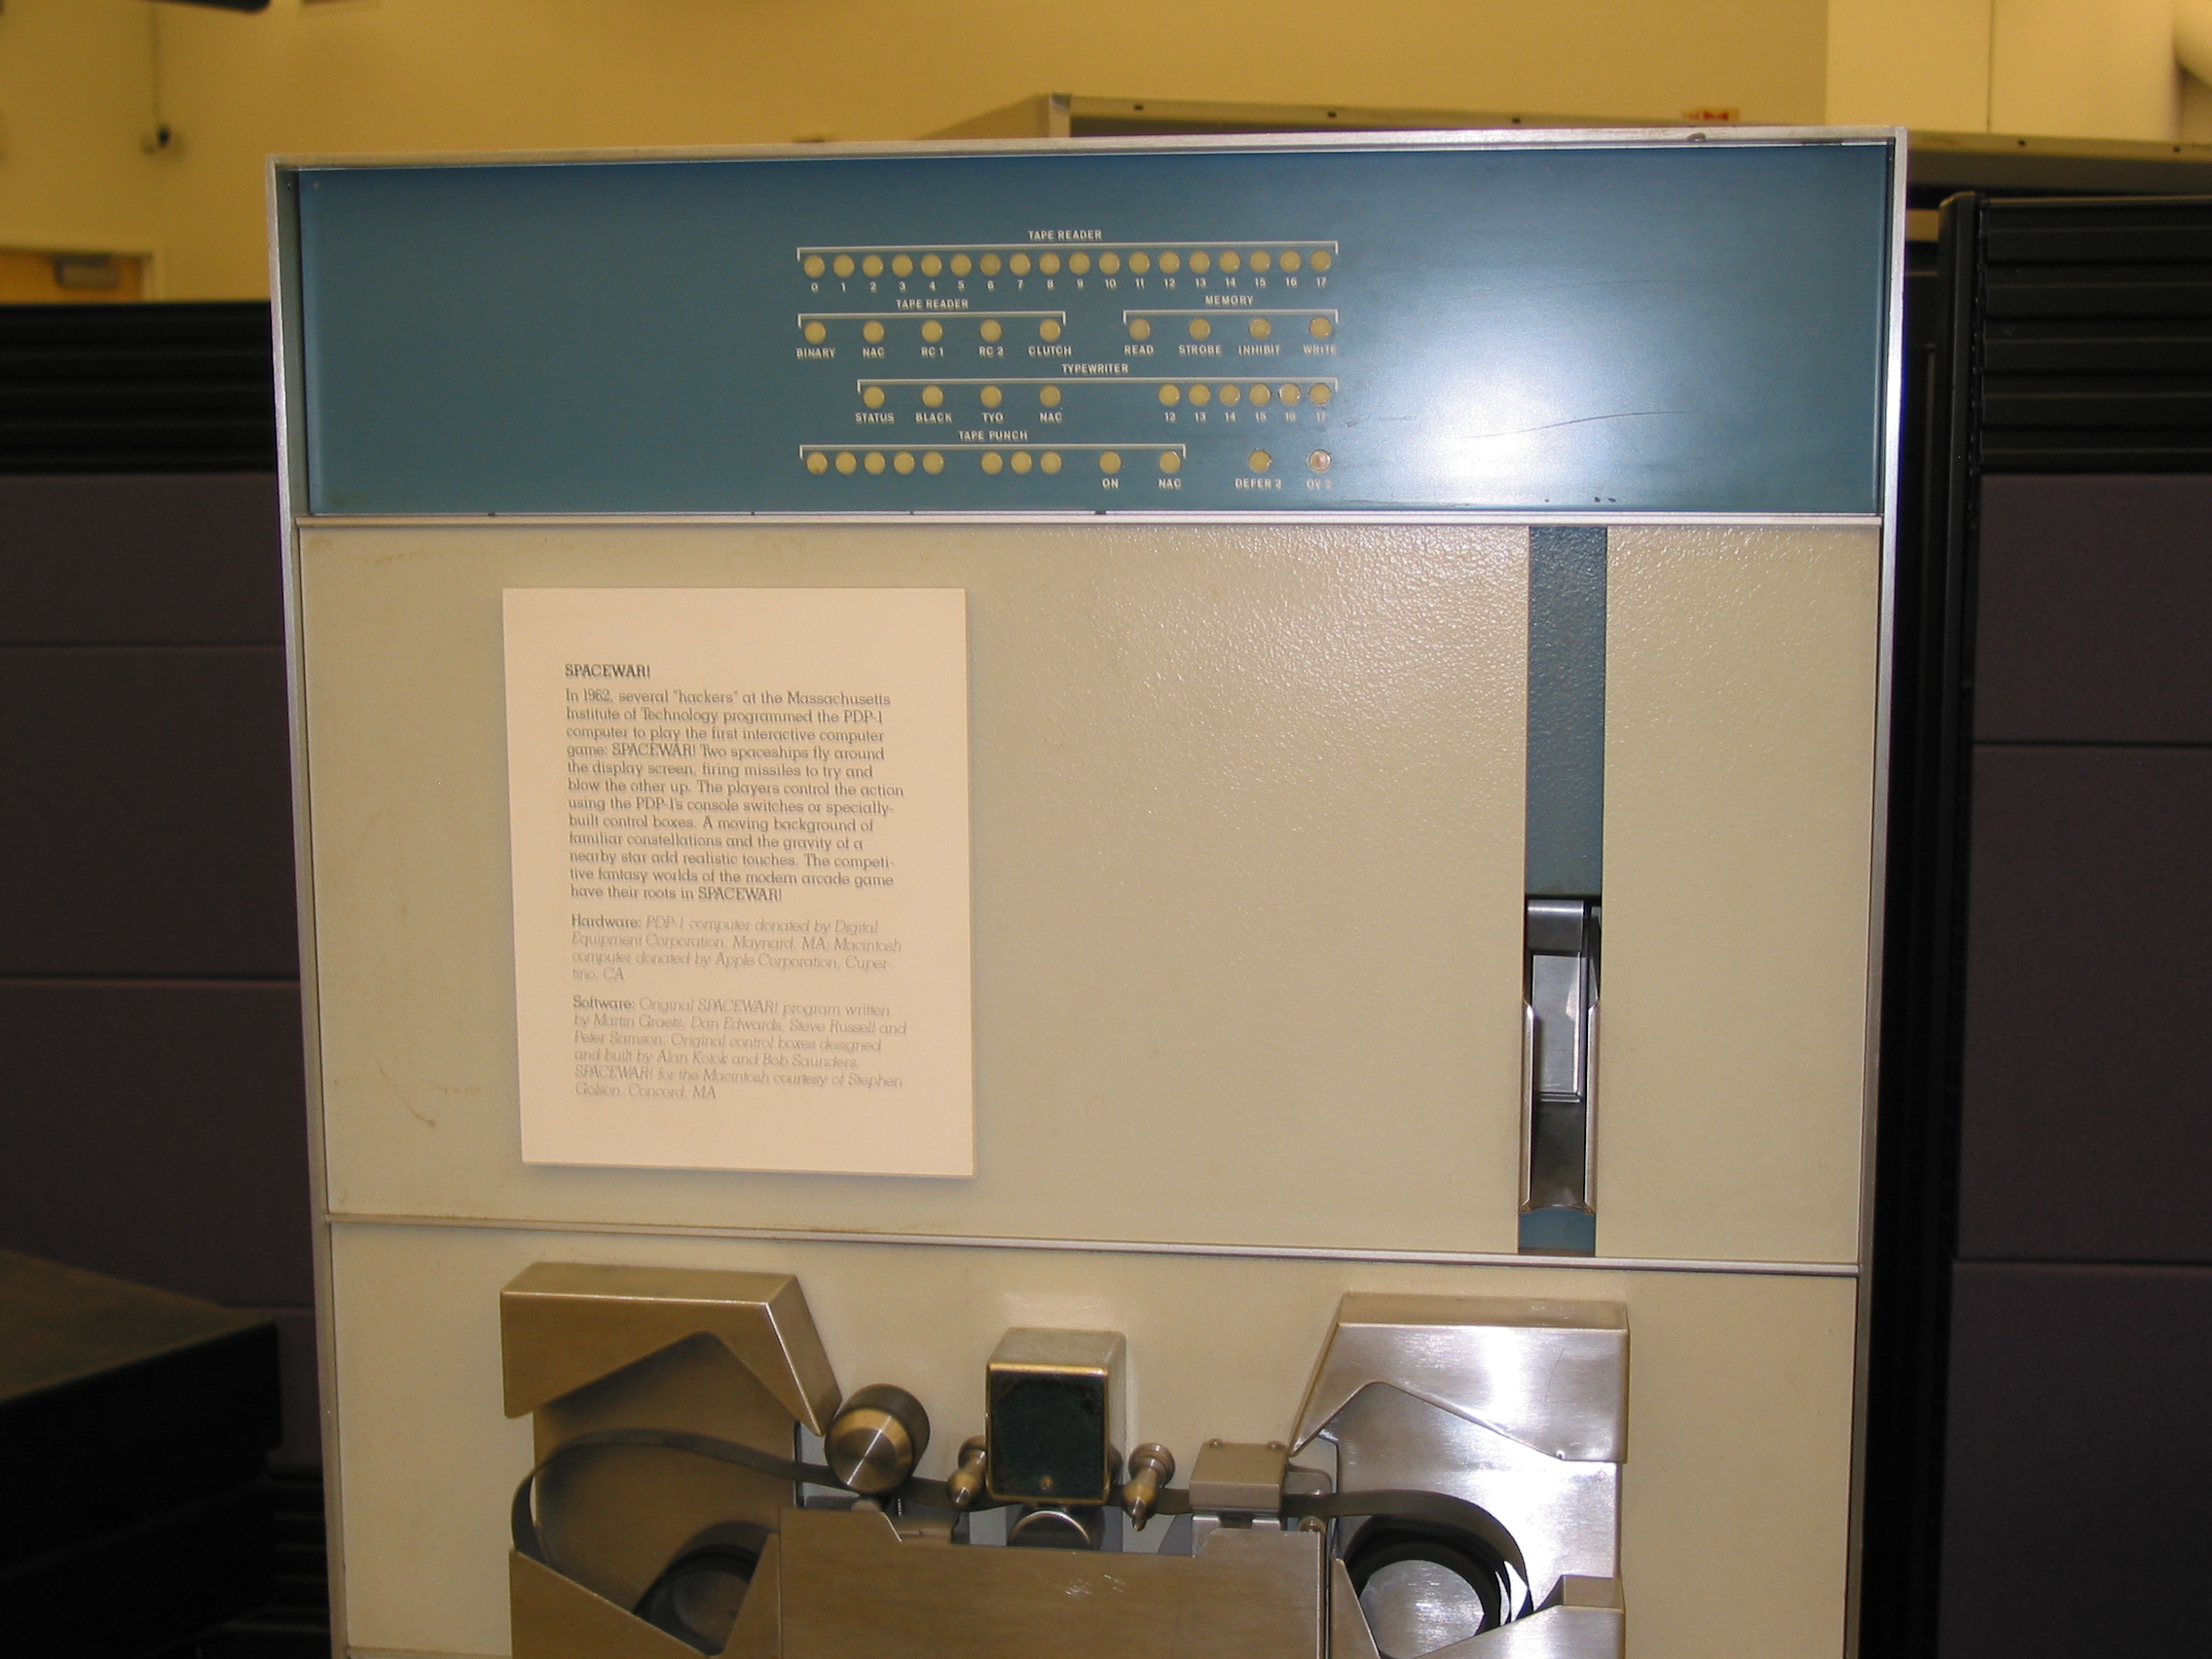 TAPE READER
0 1 2 3 4 5 6 7 8 9 10 11 12 13 14 15 16 17
TAPE READER MEMORY
BINARY NAC RC 1 RC 2 CLUTCH READ STROBE INHIBIT WRITE
TYPEWRITER
STATUS BLACK TYO NAC 12 13 14 15 16 17
TAPE PUNCH
ON NAC DEFER 2 OV 2
SPACEWAR!
In 1962, several "hackers" at the Massachusetts
Institute of Technology programmed the PDP-1
computer to play the first interactive computer
game: SPACEWAR! Two spaceships fly around
the display screen, firing missiles to try and
blow the other up. The players control the action
using the PDP-1's console switches or specially-
built control boxes. A moving background of
familiar constellations and the gravity of a
nearby star add realistic touches. The competi-
tive fantasy worlds of the modern arcade game
have their roots in SPACEWAR!
Hardware: PDP-1 computer donated by Digital
Equipment Corporation, Maynard, MA; Macintosh
computer donated by Apple Corporation, Cuper-
tino, CA
Software: Original SPACEWAR! program written
by Martin Graetz, Dan Edwards, Steve Russell and
Peter Samson. Original control boxes designed
and built by Alan Kotok and Bob Saunders.
SPACEWAR! for the Macintosh courtesy of Stephen
Golson, Concord, MA